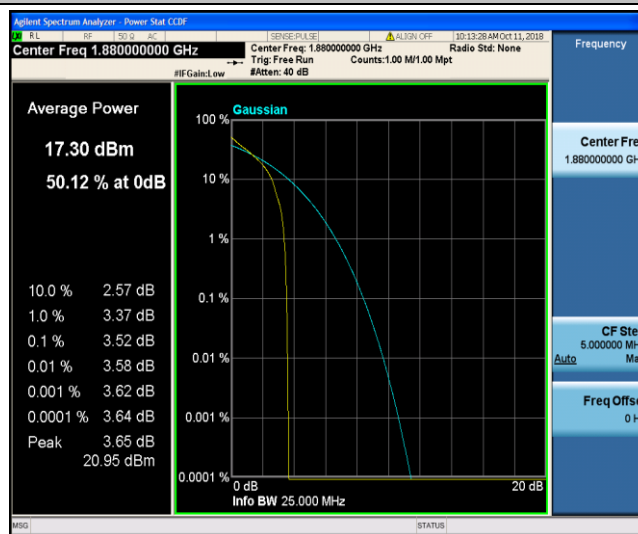 Agilent Spectrum Analyzer - Power Stat CCDF
RL RF 50 Ω AC SENSE:PULSE ALIGN OFF 10:13:28 AM Oct 11, 2018
Center Freq 1.880000000 GHz
Center Freq: 1.880000000 GHz Radio Std: None
Trig: Free Run Counts:1.00 M/1.00 Mpt
#IFGain:Low #Atten: 40 dB
Frequency
Average Power
17.30 dBm
50.12 % at 0dB
10.0 % 2.57 dB
1.0 % 3.37 dB
0.1 % 3.52 dB
0.01 % 3.58 dB
0.001 % 3.62 dB
0.0001 % 3.64 dB
Peak 3.65 dB
20.95 dBm
Gaussian
100 %
10 %
1 %
0.1 %
0.01 %
0.001 %
0.0001 %
0 dB 20 dB
Info BW 25.000 MHz
Center Fre
1.880000000 GH
CF Ste
5.000000 MH
Auto Ma
Freq Offse
0 H
MSG STATUS